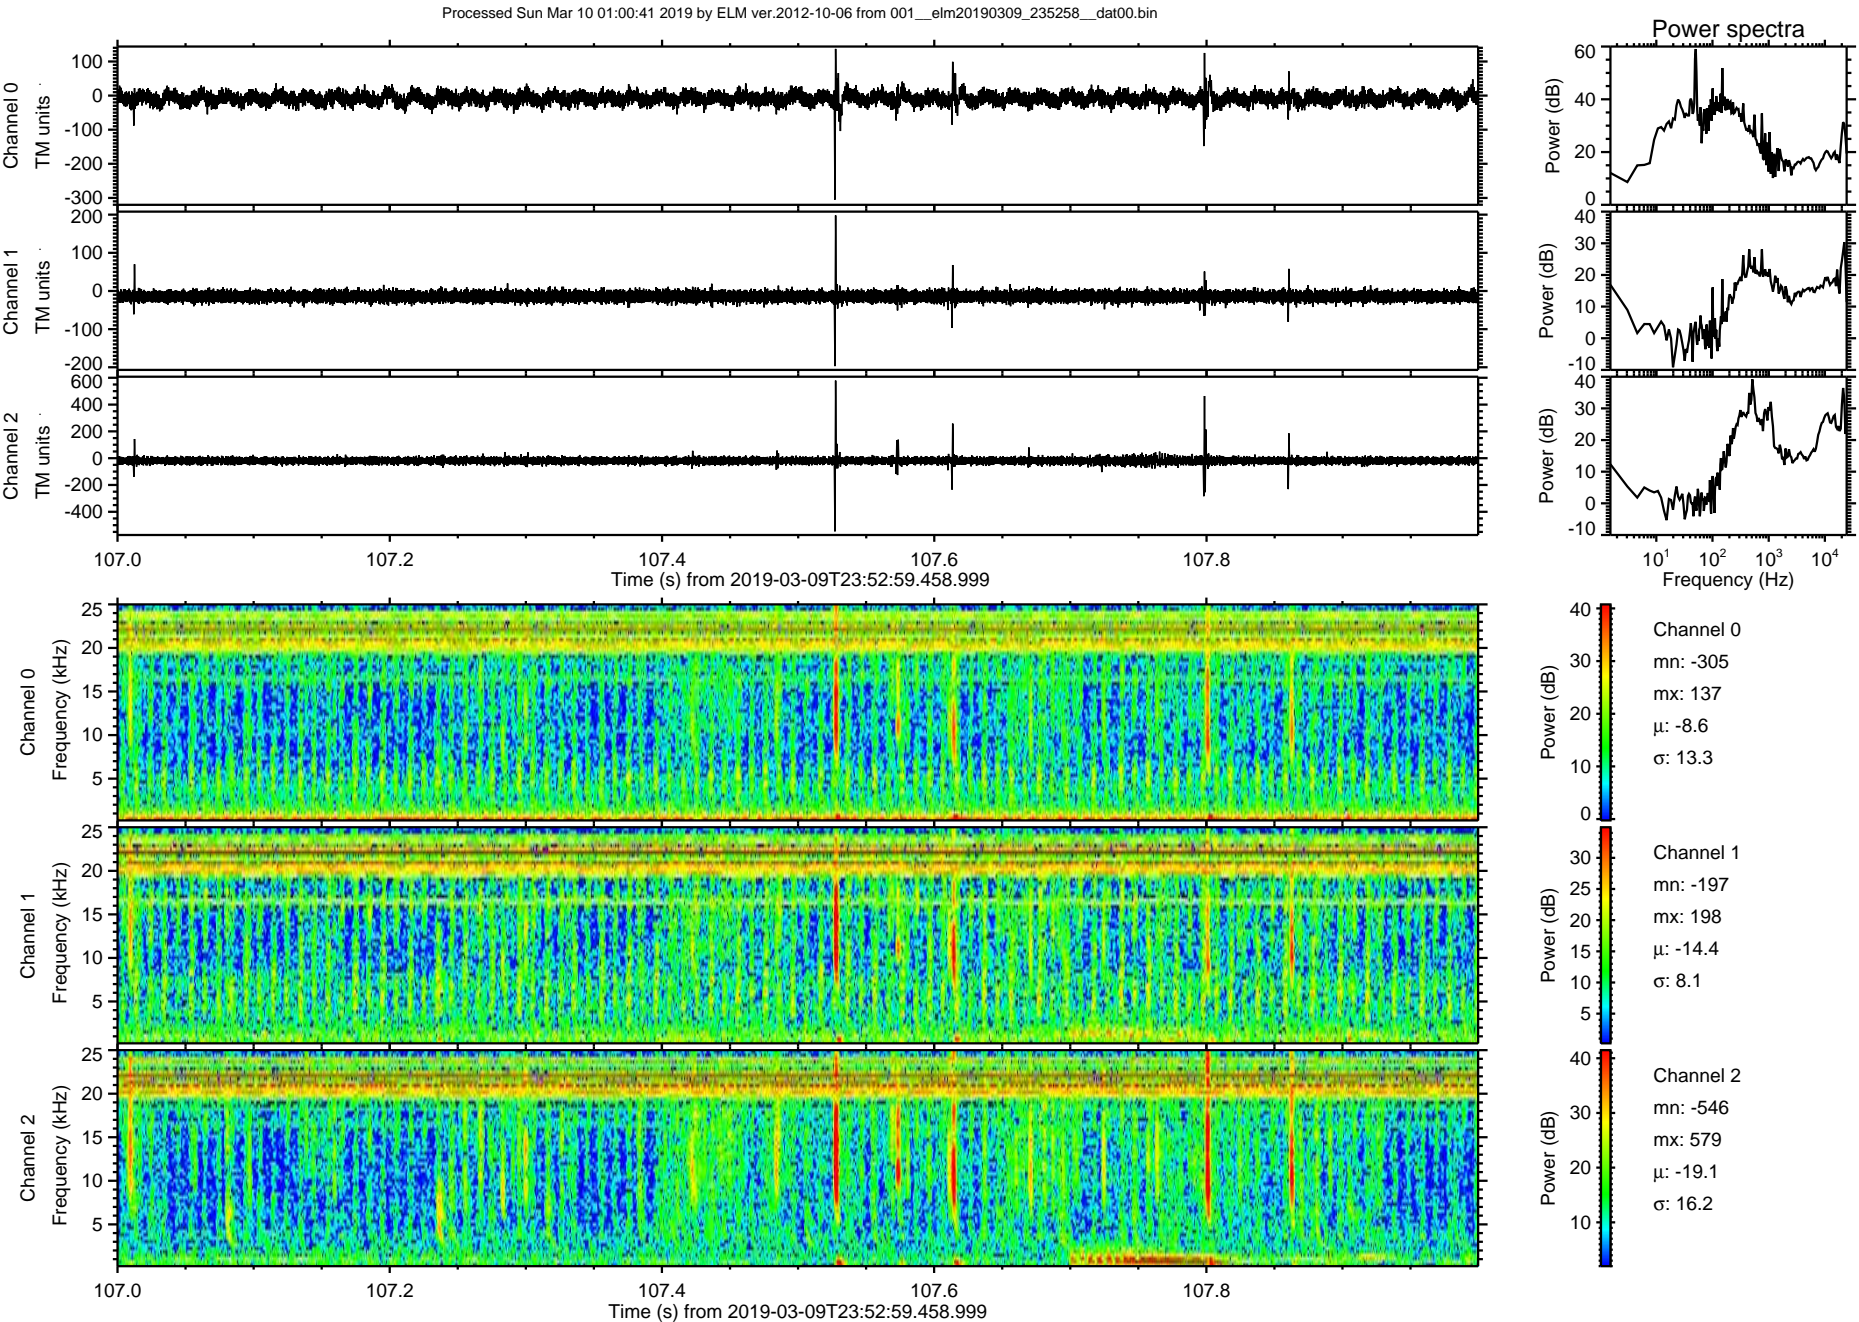 Processed Sun Mar 10 01:00:41 2019 by ELM ver.2012-10-06 from 001__elm20190309_235258__dat00.bin
Power spectra
Channel 0
TM units
100
0
-100
-200
-300
Power (dB)
60
40
20
0
Channel 1
TM units
200
100
0
-100
-200
Power (dB)
40
30
20
10
0
-10
Channel 2
TM units
600
400
200
0
-200
-400
Power (dB)
40
30
20
10
0
-10
107.0 107.2 107.4 107.6 107.8
Time (s) from 2019-03-09T23:52:59.458.999
10¹ 10² 10³ 10⁴
Frequency (Hz)
Channel 0
Frequency (kHz)
25
20
15
10
5
Power (dB)
40
30
20
10
0
Channel 0
mn: -305
mx: 137
µ: -8.6
σ: 13.3
Channel 1
Frequency (kHz)
25
20
15
10
5
Power (dB)
30
25
20
15
10
5
Channel 1
mn: -197
mx: 198
µ: -14.4
σ: 8.1
Channel 2
Frequency (kHz)
25
20
15
10
5
Power (dB)
40
30
20
10
Channel 2
mn: -546
mx: 579
µ: -19.1
σ: 16.2
107.0 107.2 107.4 107.6 107.8
Time (s) from 2019-03-09T23:52:59.458.999